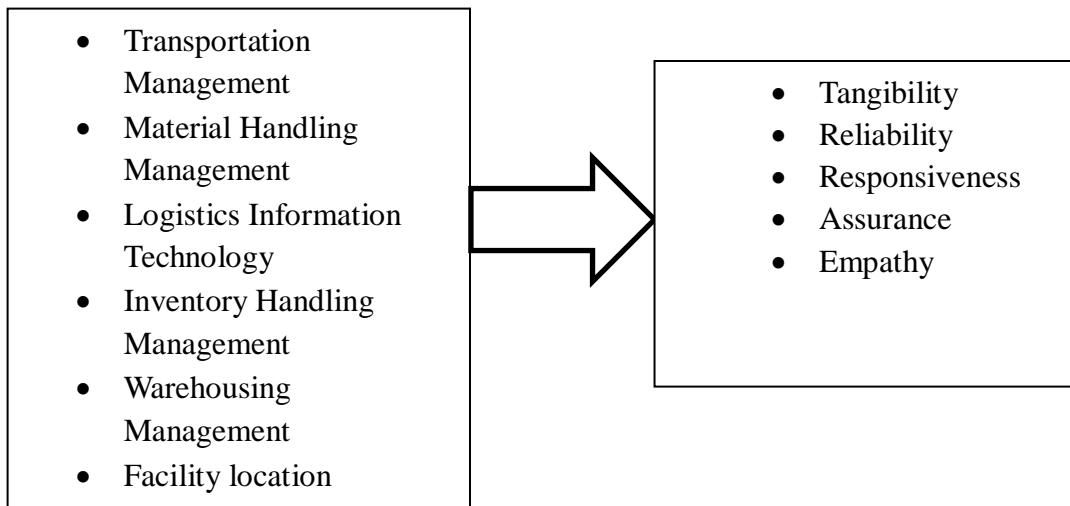 • Transportation
Management
• Material Handling
Management
• Logistics Information
Technology
• Inventory Handling
Management
• Warehousing
Management
• Facility location
• Tangibility
• Reliability
• Responsiveness
• Assurance
• Empathy